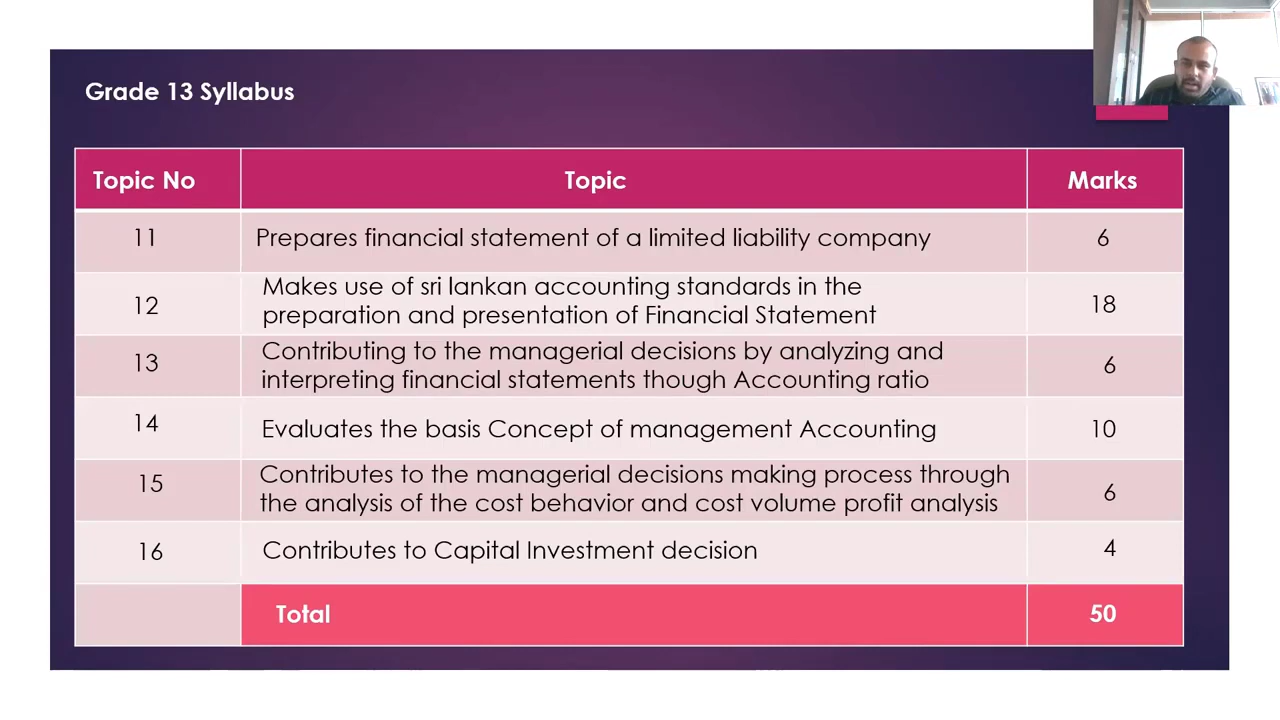 Grade 13 Syllabus
Topic No Topic Marks
11 Prepares financial statement of a limited liability company 6
12 Makes use of sri lankan accounting standards in the
preparation and presentation of Financial Statement 18
13 Contributing to the managerial decisions by analyzing and
interpreting financial statements though Accounting ratio 6
14 Evaluates the basis Concept of management Accounting 10
15 Contributes to the managerial decisions making process through
the analysis of the cost behavior and cost volume profit analysis 6
16 Contributes to Capital Investment decision 4
Total 50